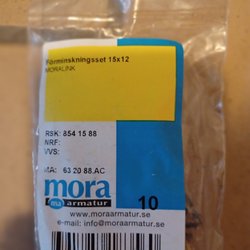 Förminskningsset 15x12
MORALINK
RSK: 854 15 88
NRF:
VVS:
MA: 63 20 88.AC
mora
ma armatur
10
www.moraarmatur.se
e-mail: info@moraarmatur.se